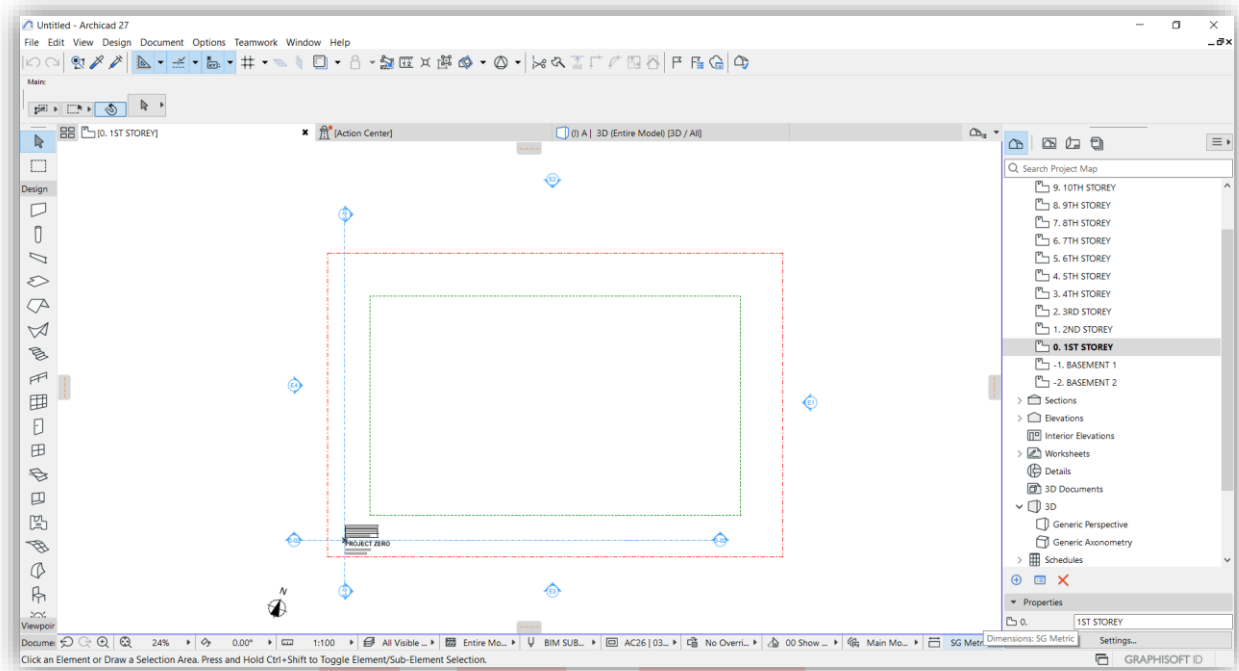 Untitled - Archicad 27
File Edit View Design Document Options Teamwork Window Help
Main:
[0. 1ST STOREY]
[Action Center]
(!) A | 3D (Entire Model) [3D / All]
Search Project Map
Design
9. 10TH STOREY
8. 9TH STOREY
7. 8TH STOREY
6. 7TH STOREY
5. 6TH STOREY
4. 5TH STOREY
3. 4TH STOREY
2. 3RD STOREY
1. 2ND STOREY
0. 1ST STOREY
-1. BASEMENT 1
-2. BASEMENT 2
Sections
Elevations
Interior Elevations
Worksheets
Details
3D Documents
3D
Generic Perspective
Generic Axonometry
Schedules
E2
E4
E1
PROJECT ZERO
E3
N
Properties
0.
1ST STOREY
Viewpoir
Docume
24%
0.00°
1:100
All Visible ...
Entire Mo...
BIM SUB...
AC26 | 03...
No Overri...
00 Show ...
Main Mo...
SG Metr
Dimensions: SG Metric
Settings...
Click an Element or Draw a Selection Area. Press and Hold Ctrl+Shift to Toggle Element/Sub-Element Selection.
GRAPHISOFT ID